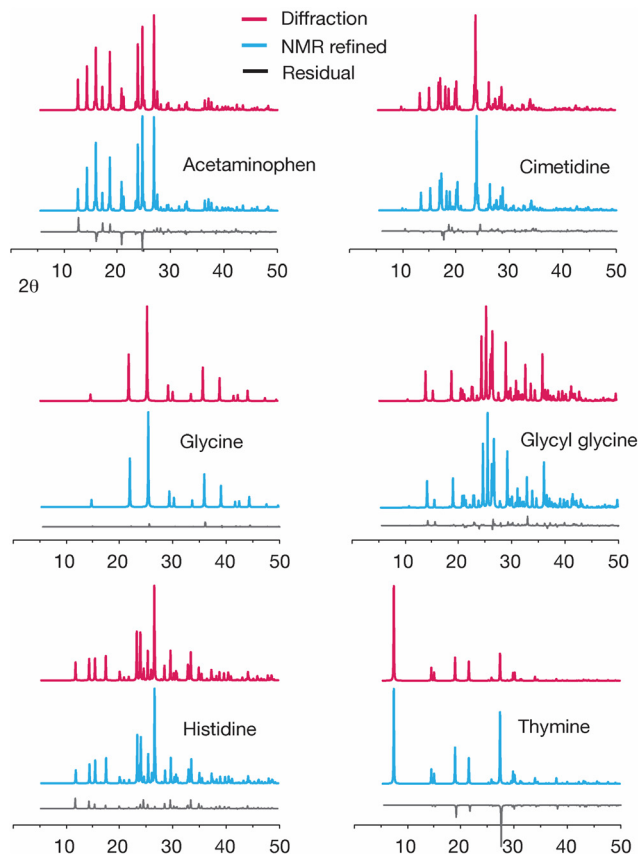 Diffraction
NMR refined
Residual
Acetaminophen
Cimetidine
10 20 30 40 50
2θ
10 20 30 40 50
Glycine
Glycyl glycine
10 20 30 40 50
10 20 30 40 50
Histidine
Thymine
10 20 30 40 50
10 20 30 40 50